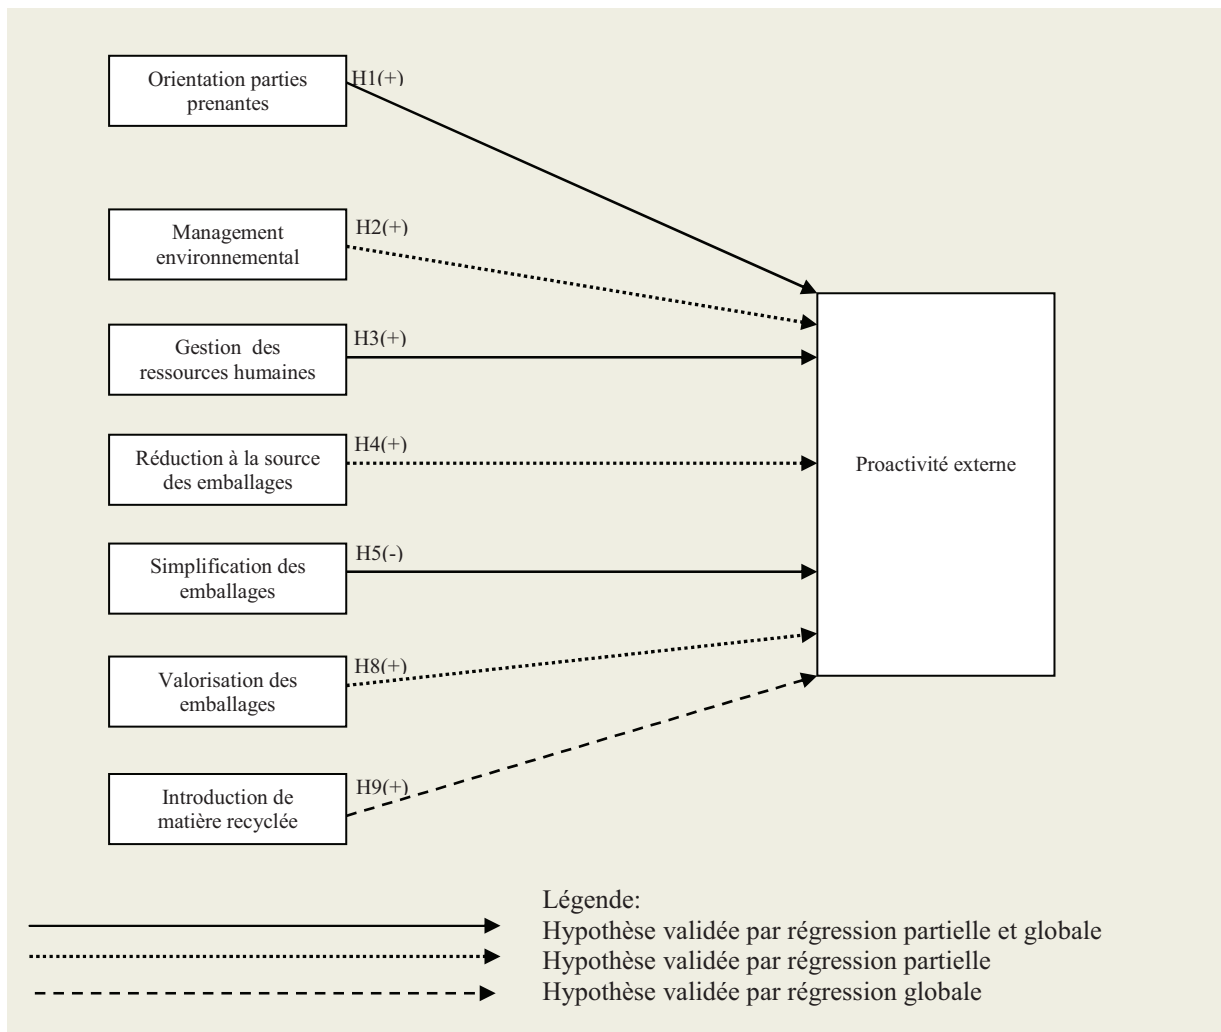 Orientation parties
prenantes
H1(+)
Management
environnemental
H2(+)
Gestion des
ressources humaines
H3(+)
Réduction à la source
des emballages
H4(+)
Proactivité externe
Simplification des
emballages
H5(-)
Valorisation des
emballages
H8(+)
Introduction de
matière recyclée
H9(+)
Légende:
Hypothèse validée par régression partielle et globale
Hypothèse validée par régression partielle
Hypothèse validée par régression globale